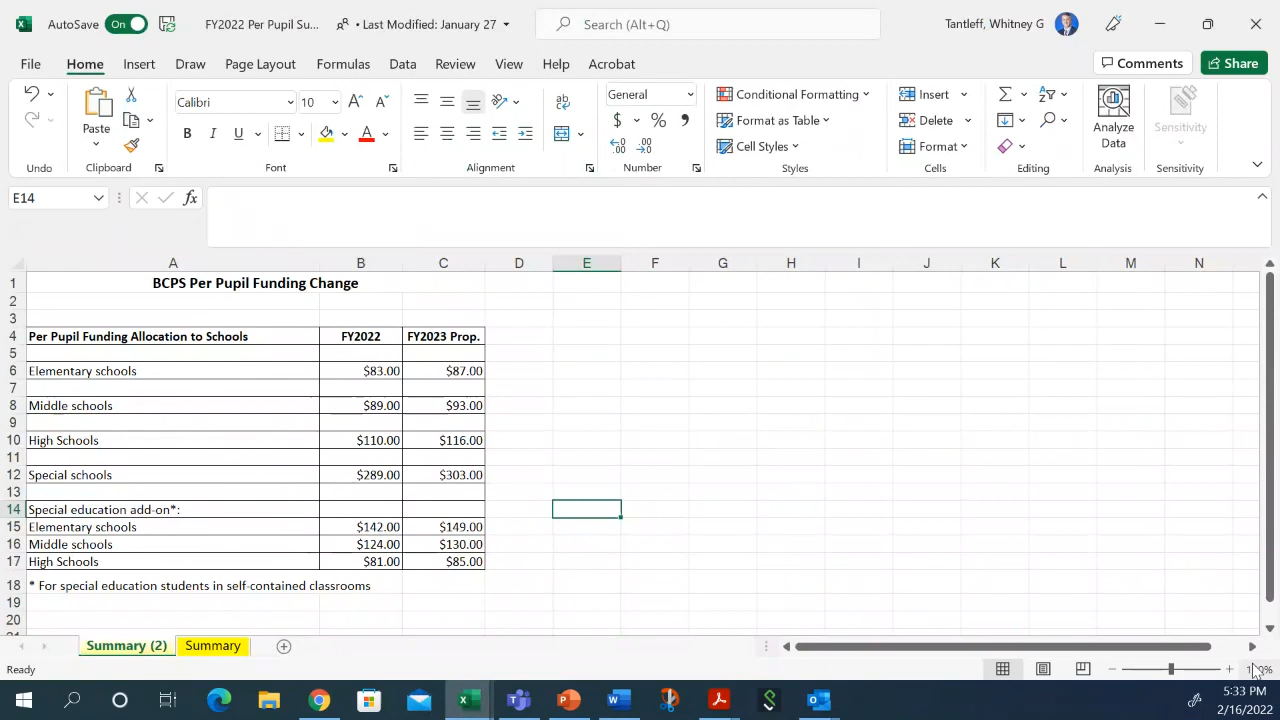 AutoSave On FY2022 Per Pupil Su... • Last Modified: January 27 Search (Alt+Q) Tantleff, Whitney G
File Home Insert Draw Page Layout Formulas Data Review View Help Acrobat Comments Share
Calibri 10 General Conditional Formatting Insert
Paste Format as Table Delete Analyze Data Sensitivity
Cell Styles Format
Undo Clipboard Font Alignment Number Styles Cells Editing Analysis Sensitivity
E14 fx
A B C D E F G H I J K L M N
1 BCPS Per Pupil Funding Change
2
3
4 Per Pupil Funding Allocation to Schools FY2022 FY2023 Prop.
5
6 Elementary schools $83.00 $87.00
7
8 Middle schools $89.00 $93.00
9
10 High Schools $110.00 $116.00
11
12 Special schools $289.00 $303.00
13
14 Special education add-on*:
15 Elementary schools $142.00 $149.00
16 Middle schools $124.00 $130.00
17 High Schools $81.00 $85.00
18 * For special education students in self-contained classrooms
19
20
Summary (2) Summary
Ready
5:33 PM
2/16/2022